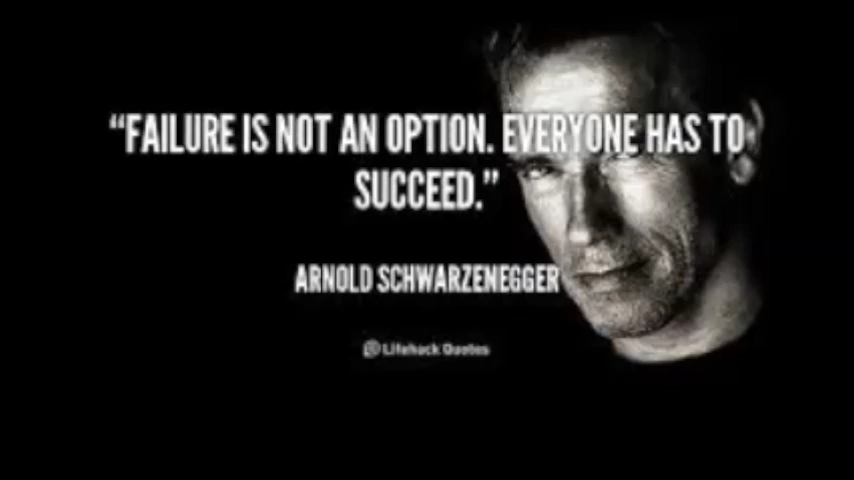 “FAILURE IS NOT AN OPTION. EVERYONE HAS TO
SUCCEED.”
ARNOLD SCHWARZENEGGER
Lifehack Quotes